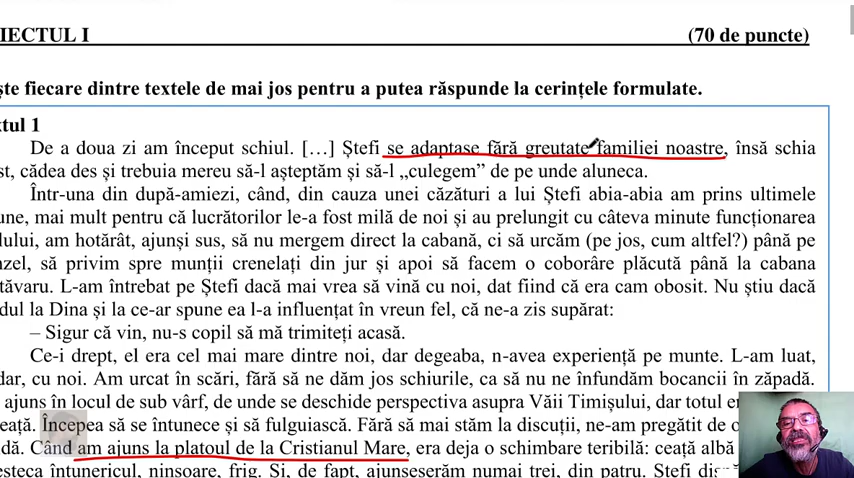 IECTUL I (70 de puncte)
ște fiecare dintre textele de mai jos pentru a putea răspunde la cerințele formulate.
xtul 1
De a doua zi am început schiul. […] Ștefi se adaptase fără greutate familiei noastre, însă schia
st, cădea des și trebuia mereu să-l așteptăm și să-l „culegem” de pe unde aluneca.
Într-una din după-amiezi, când, din cauza unei căzături a lui Ștefi abia-abia am prins ultimele
une, mai mult pentru că lucrătorilor le-a fost milă de noi și au prelungit cu câteva minute funcționarea
lului, am hotărât, ajunși sus, să nu mergem direct la cabană, ci să urcăm (pe jos, cum altfel?) până pe
nzel, să privim spre munții crenelați din jur și apoi să facem o coborâre plăcută până la cabana
tăvaru. L-am întrebat pe Ștefi dacă mai vrea să vină cu noi, dat fiind că era cam obosit. Nu știu dacă
dul la Dina și la ce-ar spune ea l-a influențat în vreun fel, că ne-a zis supărat:
– Sigur că vin, nu-s copil să mă trimiteți acasă.
Ce-i drept, el era cel mai mare dintre noi, dar degeaba, n-avea experiență pe munte. L-am luat,
dar, cu noi. Am urcat în scări, fără să ne dăm jos schiurile, ca să nu ne înfundăm bocancii în zăpadă.
ajuns în locul de sub vârf, de unde se deschide perspectiva asupra Văii Timișului, dar totul er
eață. Începea să se întunece și să fulguiască. Fără să mai stăm la discuții, ne-am pregătit de
dă. Când am ajuns la platoul de la Cristianul Mare, era deja o schimbare teribilă: ceață albă
esteca întunericul, ninsoare, frig. Și, de fapt, ajunseserăm numai trei, din patru. Ștefi